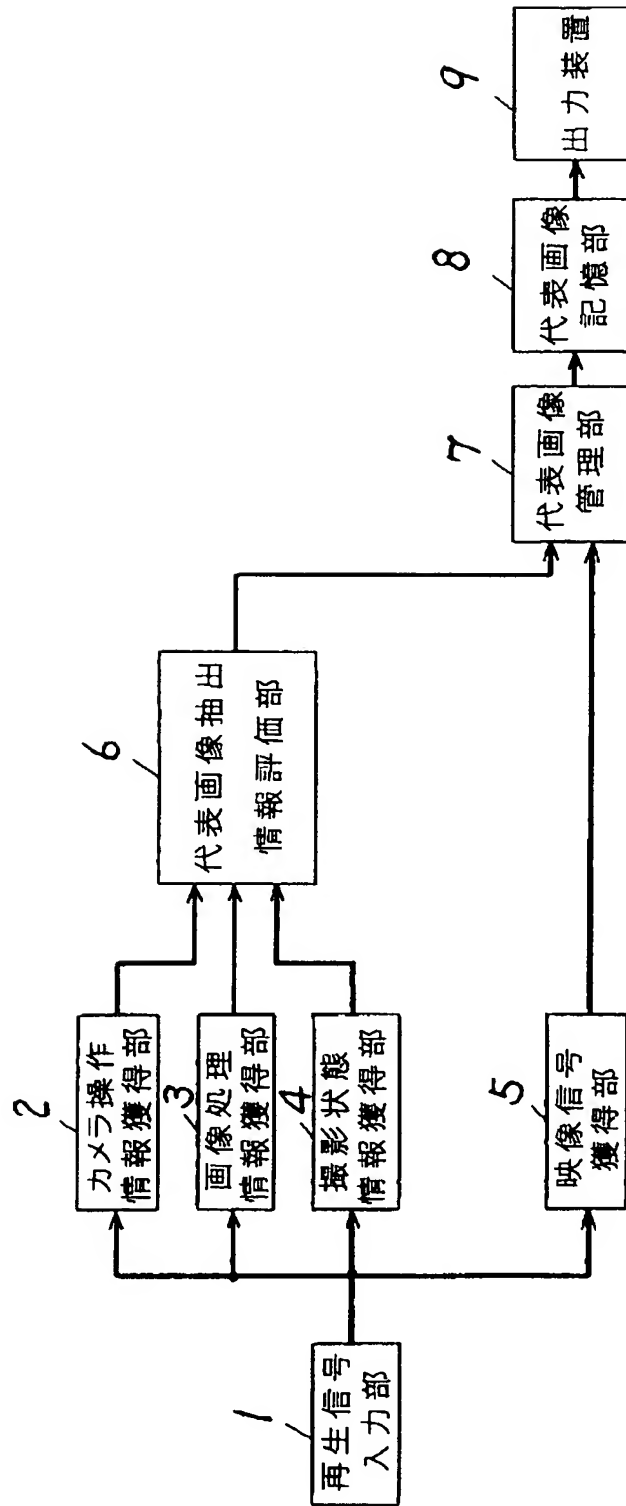 1
再生信号
入力部
2
カメラ操作
情報獲得部
3
画像処理
情報獲得部
4
撮影状態
情報獲得部
5
映像信号
獲得部
6
代表画像抽出
情報評価部
7
代表画像
管理部
8
代表画像
記憶部
9
出力装置